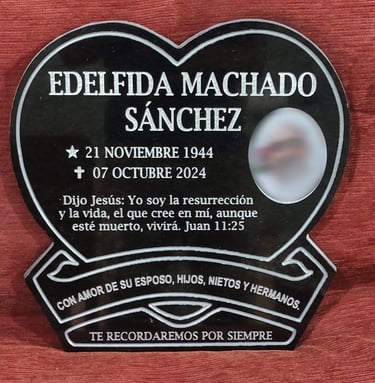 EDELFIDA MACHADO
SÁNCHEZ
★ 21 NOVIEMBRE 1944
✝ 07 OCTUBRE 2024
Dijo Jesús: Yo soy la resurrección
y la vida, el que cree en mí, aunque
esté muerto, vivirá. Juan 11:25
CON AMOR DE SU ESPOSO, HIJOS, NIETOS Y HERMANOS.
TE RECORDAREMOS POR SIEMPRE